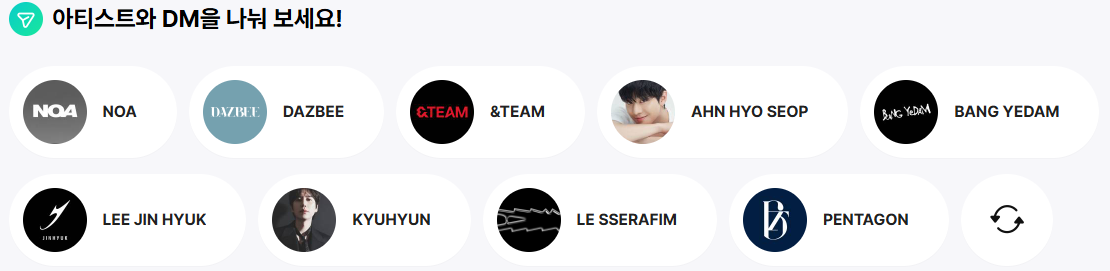 아티스트와 DM을 나눠 보세요!
NOA NOA
DAZBEE DAZBEE
&TEAM &TEAM
AHN HYO SEOP
BANG YEDAM BANG YEDAM
JINHYUK LEE JIN HYUK
KYUHYUN
LE SSERAFIM
PENTAGON